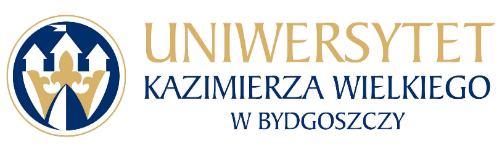 UNIWERSYTET
KAZIMIERZA WIELKIEGO
W BYDGOSZCZY